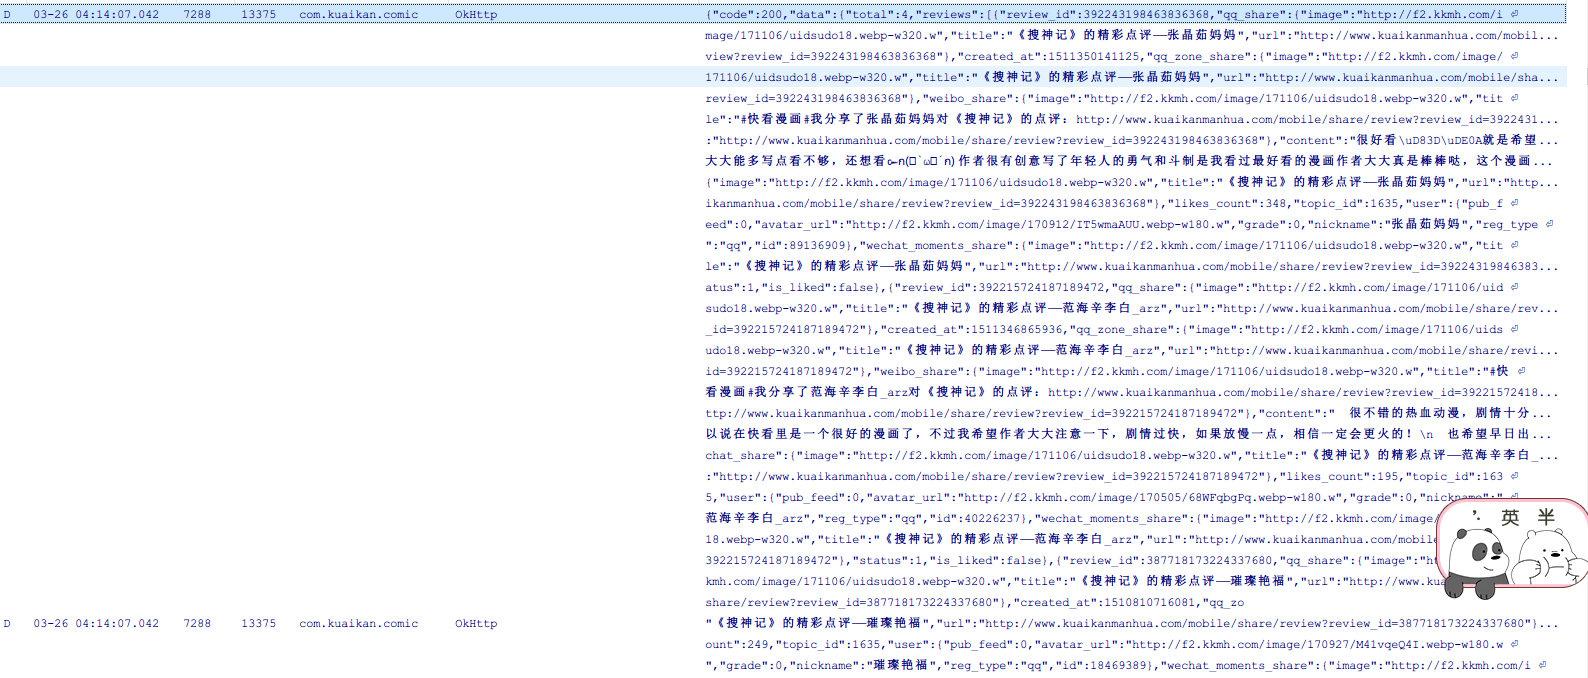 D 03-26 04:14:07.042 7288 13375 com.kuaikan.comic OkHttp {"code":200,"data":{"total":4,"reviews":[{"review_id":392243198463836368,"qq_share":{"image":"http://f2.kkmh.com/i
mage/171106/uidsudo18.webp-w320.w","title":"《搜神记》的精彩点评——张晶茹妈妈","url":"http://www.kuaikanmanhua.com/mobil...
view?review_id=392243198463836368"},"created_at":1511350141125,"qq_zone_share":{"image":"http://f2.kkmh.com/image/
171106/uidsudo18.webp-w320.w","title":"《搜神记》的精彩点评——张晶茹妈妈","url":"http://www.kuaikanmanhua.com/mobile/sha...
review_id=392243198463836368"},"weibo_share":{"image":"http://f2.kkmh.com/image/171106/uidsudo18.webp-w320.w","tit
le":"#快看漫画#我分享了张晶茹妈妈对《搜神记》的点评：http://www.kuaikanmanhua.com/mobile/share/review?review_id=3922431...
:"http://www.kuaikanmanhua.com/mobile/share/review?review_id=392243198463836368"},"content":"很好看\uD83D\uDE0A就是希望...
大大能多写点看不够，还想看 作者很有创意写了年轻人的勇气和斗制是我看过最好看的漫画作者大大真是棒棒哒，这个漫画...
{"image":"http://f2.kkmh.com/image/171106/uidsudo18.webp-w320.w","title":"《搜神记》的精彩点评——张晶茹妈妈","url":"http...
ikanmanhua.com/mobile/share/review?review_id=392243198463836368"},"likes_count":348,"topic_id":1635,"user":{"pub_f
eed":0,"avatar_url":"http://f2.kkmh.com/image/170912/IT5wmaAUU.webp-w180.w","grade":0,"nickname":"张晶茹妈妈","reg_type
":"qq","id":89136909},"wechat_moments_share":{"image":"http://f2.kkmh.com/image/171106/uidsudo18.webp-w320.w","tit
le":"《搜神记》的精彩点评——张晶茹妈妈","url":"http://www.kuaikanmanhua.com/mobile/share/review?review_id=39224319846383...
atus":1,"is_liked":false},{"review_id":392215724187189472,"qq_share":{"image":"http://f2.kkmh.com/image/171106/uid
sudo18.webp-w320.w","title":"《搜神记》的精彩点评——范海辛李白_arz","url":"http://www.kuaikanmanhua.com/mobile/share/rev...
_id=392215724187189472"},"created_at":1511346865936,"qq_zone_share":{"image":"http://f2.kkmh.com/image/171106/uids
udo18.webp-w320.w","title":"《搜神记》的精彩点评——范海辛李白_arz","url":"http://www.kuaikanmanhua.com/mobile/share/revi...
id=392215724187189472"},"weibo_share":{"image":"http://f2.kkmh.com/image/171106/uidsudo18.webp-w320.w","title":"#快
看漫画#我分享了范海辛李白_arz对《搜神记》的点评：http://www.kuaikanmanhua.com/mobile/share/review?review_id=39221572418...
ttp://www.kuaikanmanhua.com/mobile/share/review?review_id=392215724187189472"},"content":"  很不错的热血动漫，剧情十分...
以说在快看里是一个很好的漫画了，不过我希望作者大大注意一下，剧情过快，如果放慢一点，相信一定会更火的！\n  也希望早日出...
chat_share":{"image":"http://f2.kkmh.com/image/171106/uidsudo18.webp-w320.w","title":"《搜神记》的精彩点评——范海辛李白_...
:"http://www.kuaikanmanhua.com/mobile/share/review?review_id=392215724187189472"},"likes_count":195,"topic_id":163
5,"user":{"pub_feed":0,"avatar_url":"http://f2.kkmh.com/image/170505/68WFqbgPq.webp-w180.w","grade":0,"nickname":"
范海辛李白_arz","reg_type":"qq","id":40226237},"wechat_moments_share":{"image":"http://f2.kkmh.com/image/
18.webp-w320.w","title":"《搜神记》的精彩点评——范海辛李白_arz","url":"http://www.kuaikanmanhua.com/mobile
392215724187189472"},"status":1,"is_liked":false},{"review_id":387718173224337680,"qq_share":{"image":"
kmh.com/image/171106/uidsudo18.webp-w320.w","title":"《搜神记》的精彩点评——璀璨艳福","url":"http://www.
share/review?review_id=387718173224337680"},"created_at":1510810716081,"qq_zo
英 半
D 03-26 04:14:07.042 7288 13375 com.kuaikan.comic OkHttp "《搜神记》的精彩点评——璀璨艳福","url":"http://www.kuaikanmanhua.com/mobile/share/review?review_id=387718173224337680"}...
ount":249,"topic_id":1635,"user":{"pub_feed":0,"avatar_url":"http://f2.kkmh.com/image/170927/M41vqeQ4I.webp-w180.w
","grade":0,"nickname":"璀璨艳福","reg_type":"qq","id":18469389},"wechat_moments_share":{"image":"http://f2.kkmh.com/i